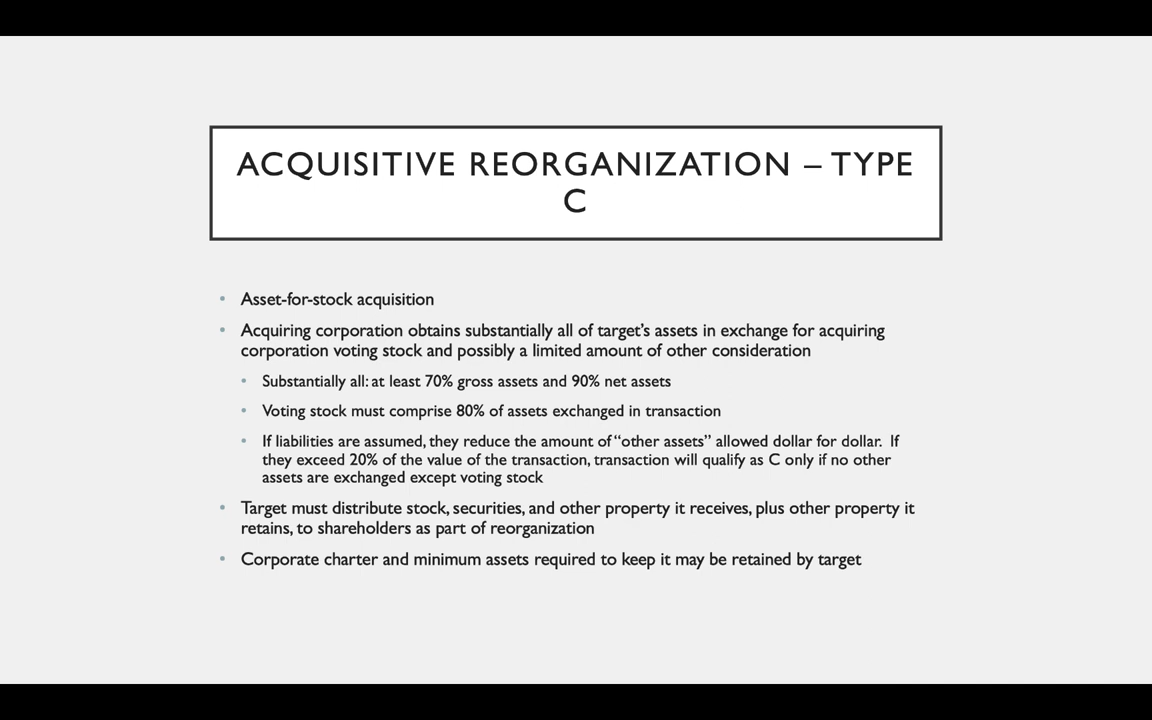 ACQUISITIVE REORGANIZATION – TYPE
C
• Asset-for-stock acquisition
• Acquiring corporation obtains substantially all of target's assets in exchange for acquiring
corporation voting stock and possibly a limited amount of other consideration
• Substantially all: at least 70% gross assets and 90% net assets
• Voting stock must comprise 80% of assets exchanged in transaction
• If liabilities are assumed, they reduce the amount of "other assets" allowed dollar for dollar. If
they exceed 20% of the value of the transaction, transaction will qualify as C only if no other
assets are exchanged except voting stock
• Target must distribute stock, securities, and other property it receives, plus other property it
retains, to shareholders as part of reorganization
• Corporate charter and minimum assets required to keep it may be retained by target